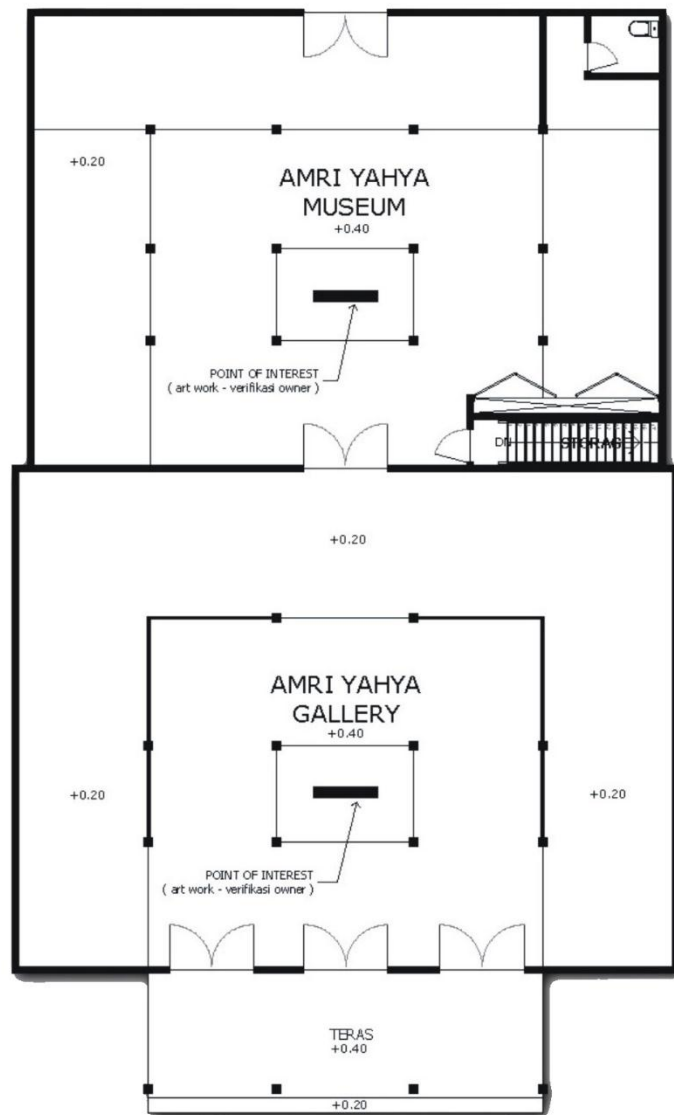 +0.20
AMRI YAHYA
MUSEUM
+0.40
POINT OF INTEREST
( art work - verifikasi owner )
DN
STORAGE
+0.20
AMRI YAHYA
GALLERY
+0.40
+0.20
+0.20
POINT OF INTEREST
( art work - verifikasi owner )
TERAS
+0.40
+0.20